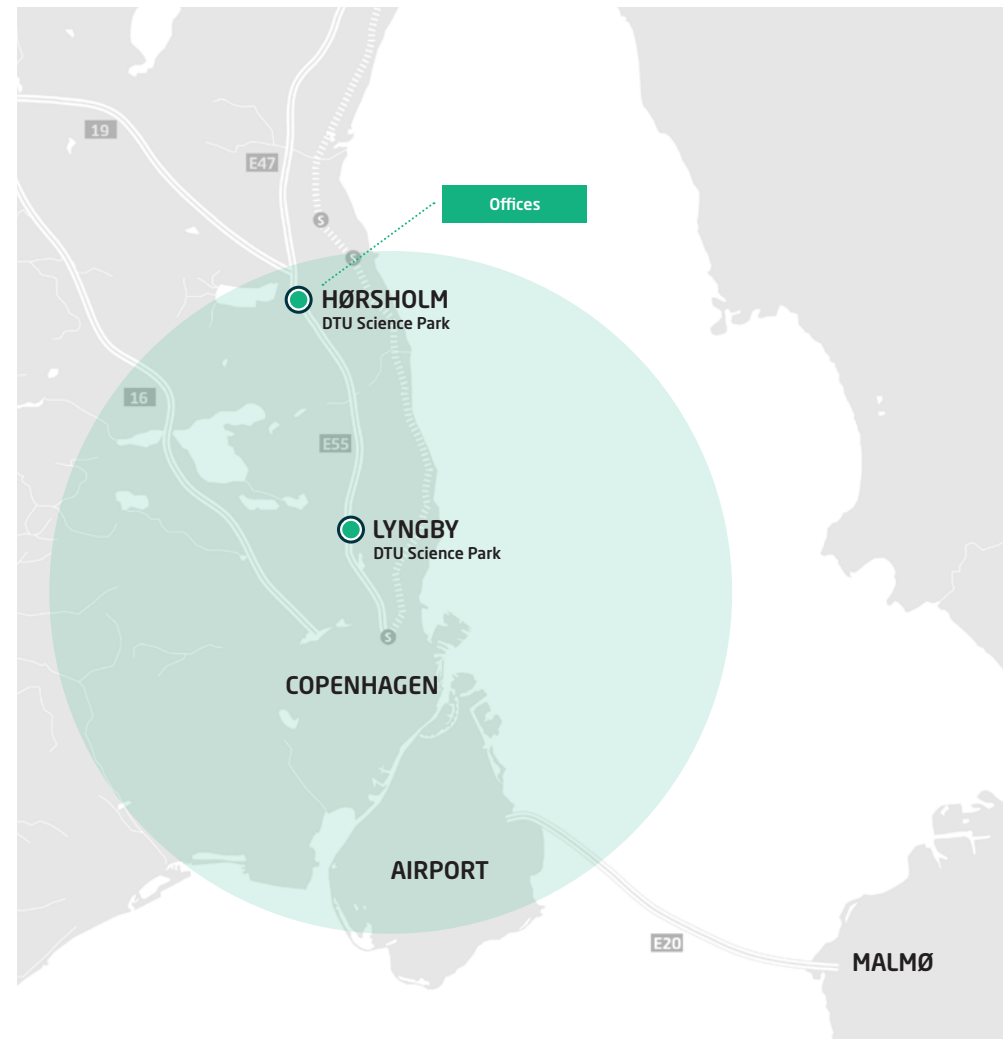 19
E47
Offices
S
S
HØRSHOLM
DTU Science Park
16
E55
LYNGBY
DTU Science Park
S
COPENHAGEN
AIRPORT
E20
MALMØ